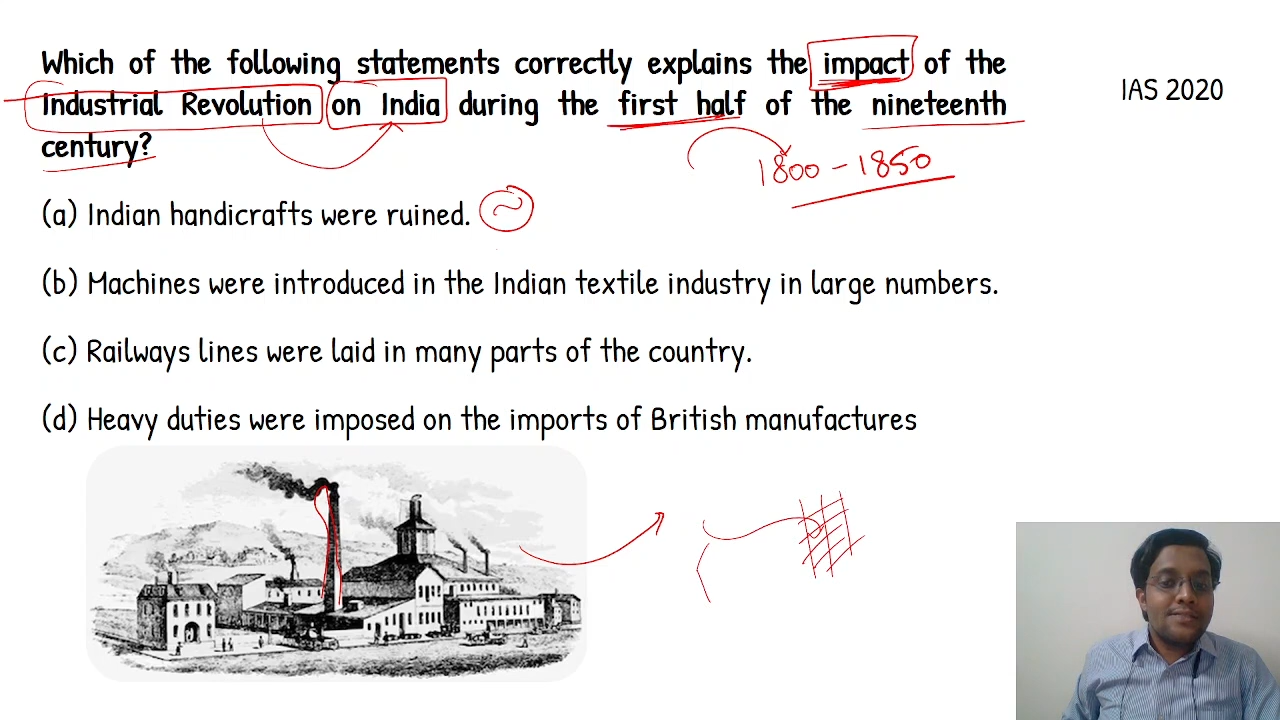 Which of the following statements correctly explains the impact of the
Industrial Revolution on India during the first half of the nineteenth
century?
IAS 2020
1800-1850
(a) Indian handicrafts were ruined.
(b) Machines were introduced in the Indian textile industry in large numbers.
(c) Railways lines were laid in many parts of the country.
(d) Heavy duties were imposed on the imports of British manufactures